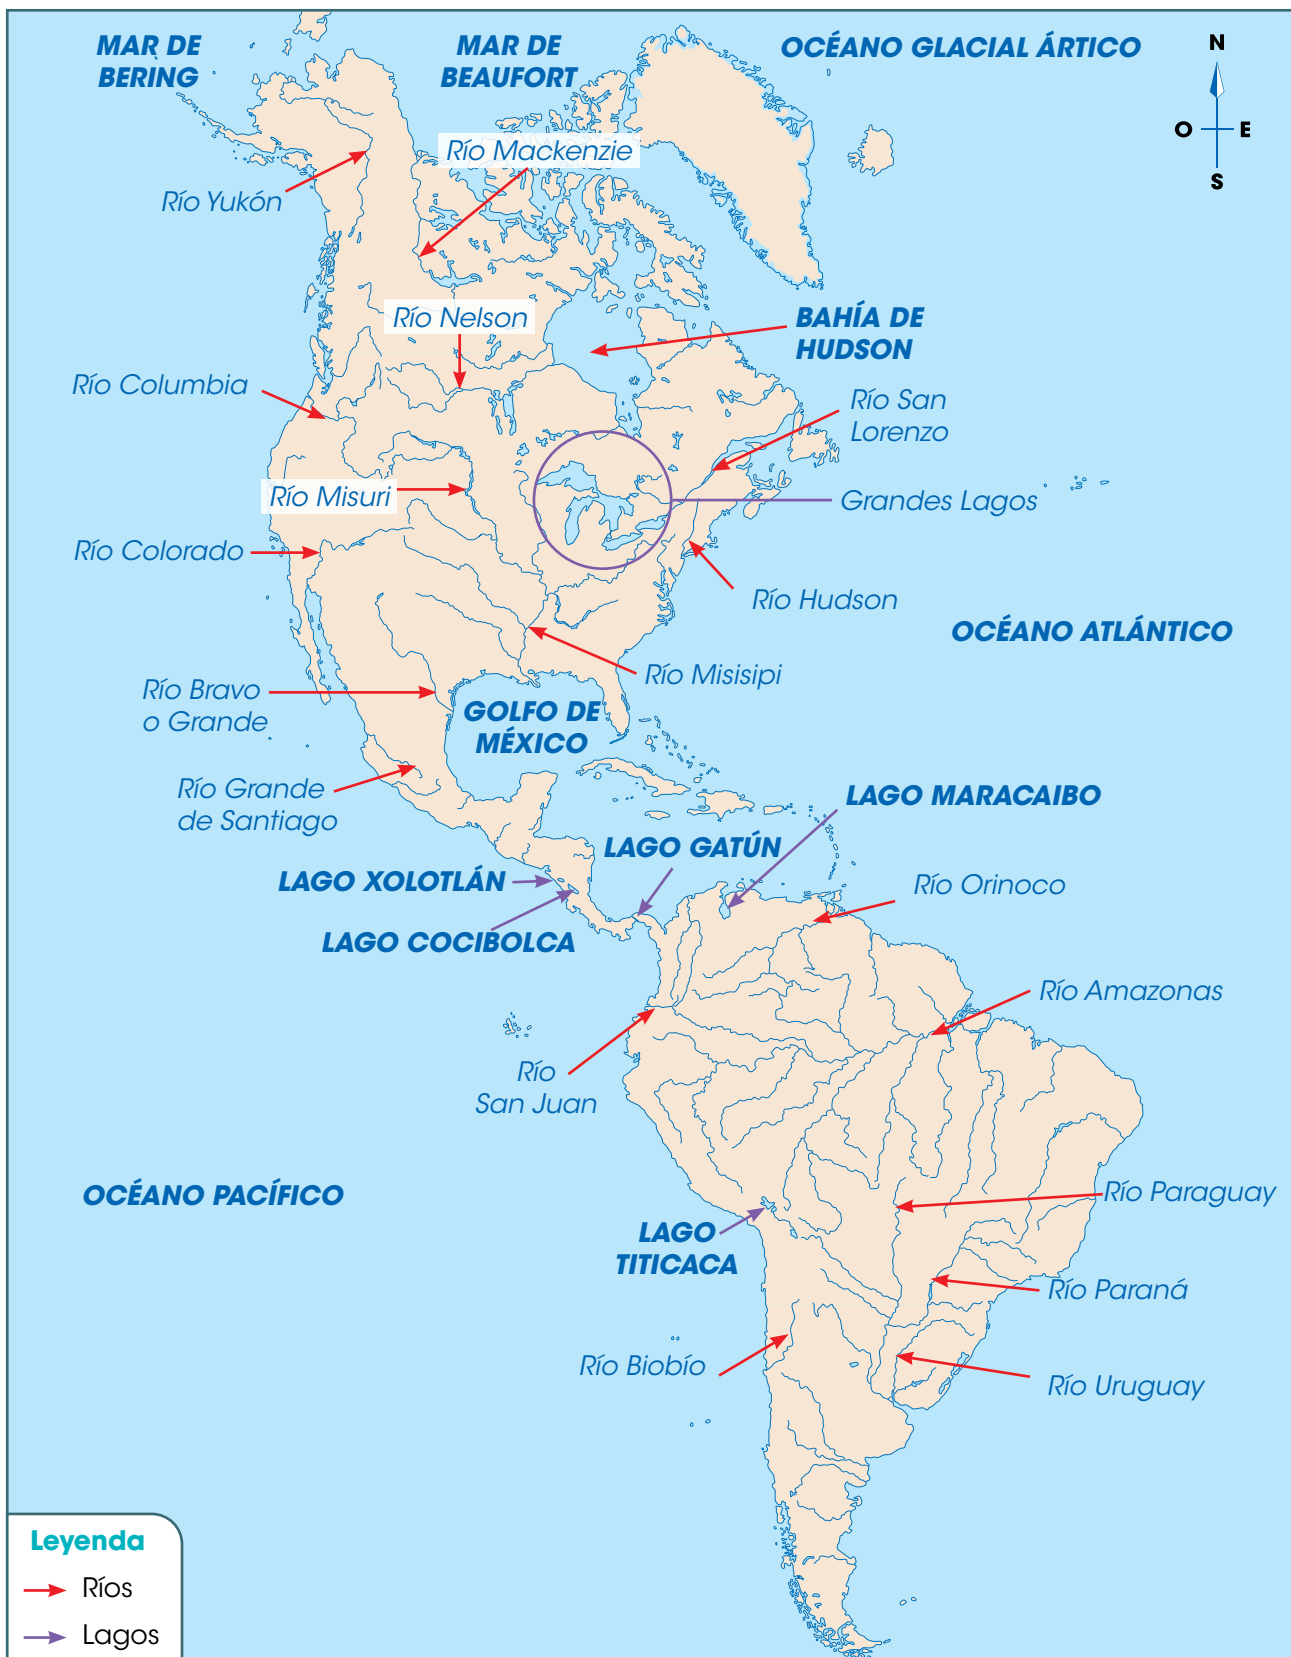 MAR DE
BERING
MAR DE
BEAUFORT
OCÉANO GLACIAL ÁRTICO
N
O
E
S
Río Mackenzie
Río Yukón
Río Nelson
BAHÍA DE
HUDSON
Río Columbia
Río San
Lorenzo
Río Misuri
Grandes Lagos
Río Colorado
Río Hudson
OCÉANO ATLÁNTICO
Río Misisipi
Río Bravo
o Grande
GOLFO DE
MÉXICO
Río Grande
de Santiago
LAGO MARACAIBO
LAGO GATÚN
LAGO XOLOTLÁN
Río Orinoco
LAGO COCIBOLCA
Río Amazonas
Río
San Juan
OCÉANO PACÍFICO
Río Paraguay
LAGO
TITICACA
Río Paraná
Río Biobío
Río Uruguay
Leyenda
Ríos
Lagos